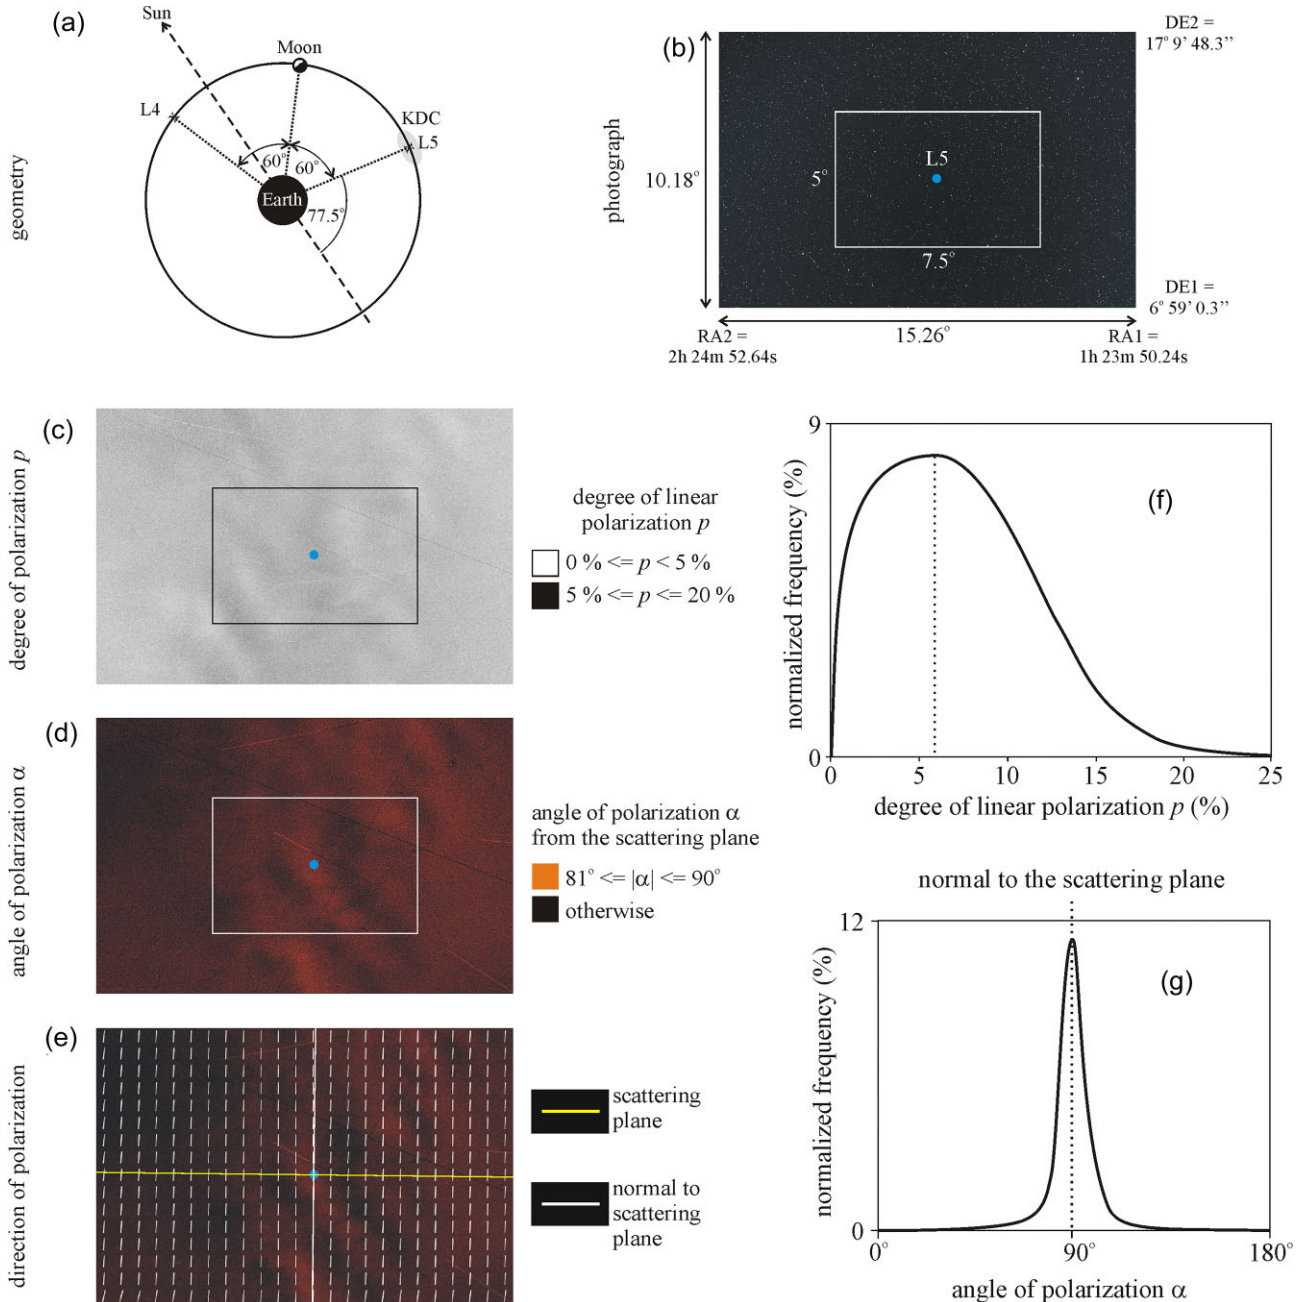 (a)
Sun
Moon
L4
KDC
L5
60°
60°
Earth
77.5°
geometry
(b)
DE2 =
17° 9' 48.3’’
photograph
10.18°
L5
5°
7.5°
DE1 =
6° 59’ 0.3’’
RA2 =
2h 24m 52.64s
15.26°
RA1 =
1h 23m 50.24s
(c)
degree of polarization p
degree of linear
polarization p
0 % <= p < 5 %
5 % <= p <= 20 %
(d)
angle of polarization α
angle of polarization α
from the scattering plane
81° <= |α| <= 90°
otherwise
(e)
direction of polarization
scattering
plane
normal to
scattering
plane
(f)
normalized frequency (%)
9
0
0
5
10
15
20
25
degree of linear polarization p (%)
normal to the scattering plane
(g)
normalized frequency (%)
12
0
0°
90°
180°
angle of polarization α